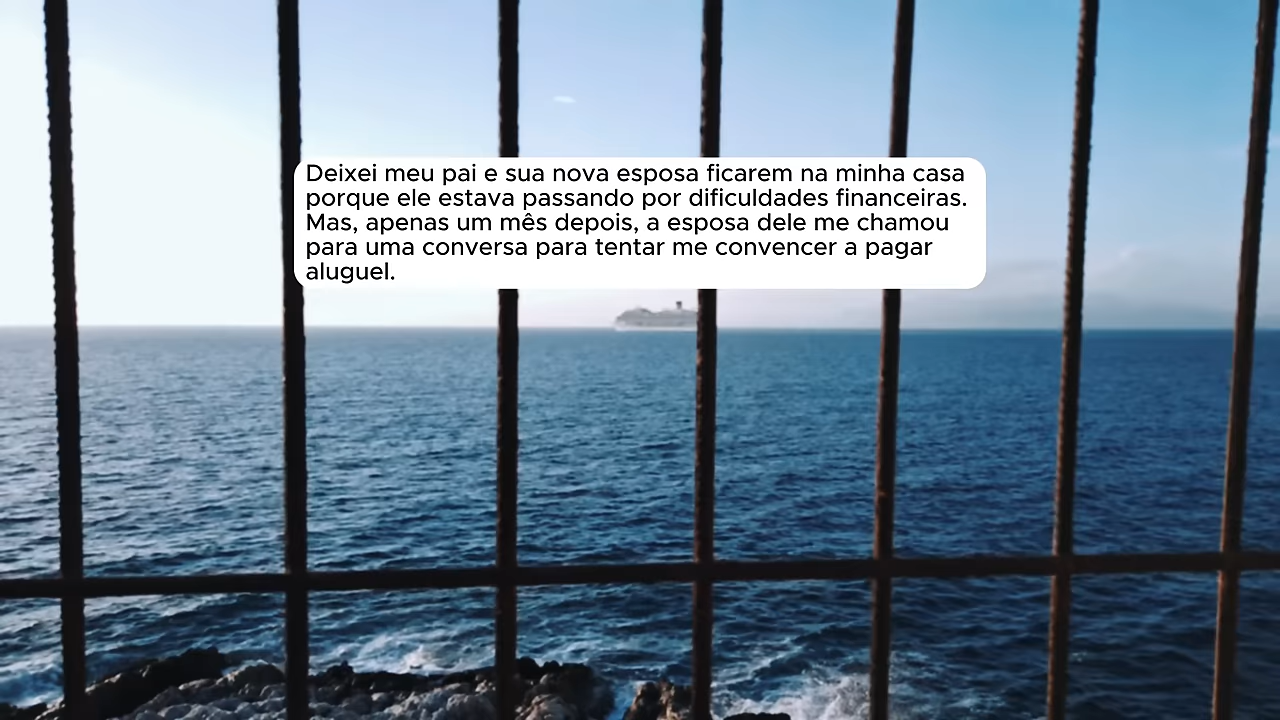 Deixei meu pai e sua nova esposa ficarem na minha casa
porque ele estava passando por dificuldades financeiras.
Mas, apenas um mês depois, a esposa dele me chamou
para uma conversa para tentar me convencer a pagar
aluguel.